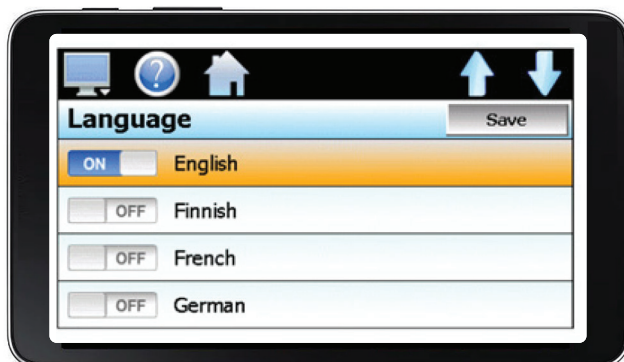 ?
Language
Save
ON English
OFF Finnish
OFF French
OFF German